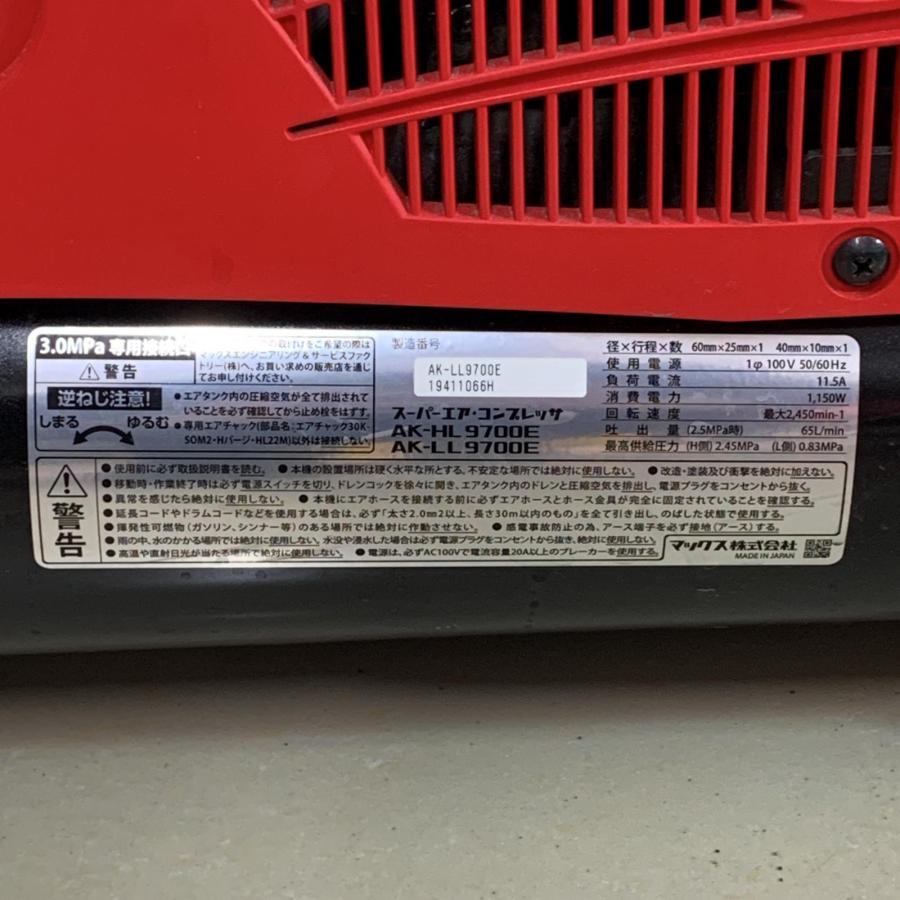 3.0MPa 専用接続
の取付けをご希望の際は
マックスエンジニアリング&サービスファク
トリー(株)へ、お買い求めの販売店を通じ
てお申し付けください。
⚠警告
逆ねじ注意!
しまる ゆるむ
●エアタンク内の圧縮空気が全て排出されて
いることを必ず確認してから止め栓をはずす。
●専用エアチャック(部品名:エアチャック30K-
SOM2・Hパージ・HL22M)以外は接続しない。
製造番号
AK-LL9700E
19411066H
スーパーエア・コンプレッサ
AK-HL9700E
AK-LL9700E
径×行程×数 60mm×25mm×1 40mm×10mm×1
使用電源 1φ 100V 50/60Hz
負荷電流 11.5A
消費電力 1,150W
回転速度 最大2,450min-1
吐出量 (2.5MPa時) 65L/min
最高供給圧力 (H側) 2.45MPa (L側) 0.83MPa
警告
●使用前に必ず取扱説明書を読む。 ●本機の設置場所は硬く水平な所とする。不安定な場所では絶対に使用しない。 ●改造・塗装及び衝撃を絶対に加えない。
●移動時・作業終了時は必ず電源スイッチを切り、ドレンコックを徐々に開き、エアタンク内のドレンと圧縮空気を排出し、電源プラグをコンセントから抜く。
●異常を感じたら絶対に使用しない。 ●本機にエアホースを接続する前に必ずエアホースとホース金具が完全に固定されていることを確認する。
●延長コードやドラムコードなどを使用する場合は、必ず「太さ2.0mm2以上、長さ30m以内のもの」を全て引き出し、のばした状態で使用する。
●揮発性可燃物(ガソリン、シンナー等)のある場所では絶対に作動させない。 ●感電事故防止の為、アース端子を必ず接地(アース)する。
●雨の中、水のかかる場所では絶対に使用しない。水没や浸水した場合は必ず電源プラグをコンセントから抜き、絶対に使用しない。
●高温や直射日光が当たる場所で絶対に使用しない。 ●電源は、必ずAC100Vで電流容量20A以上のブレーカーを使用する。
マックス株式会社
MADE IN JAPAN